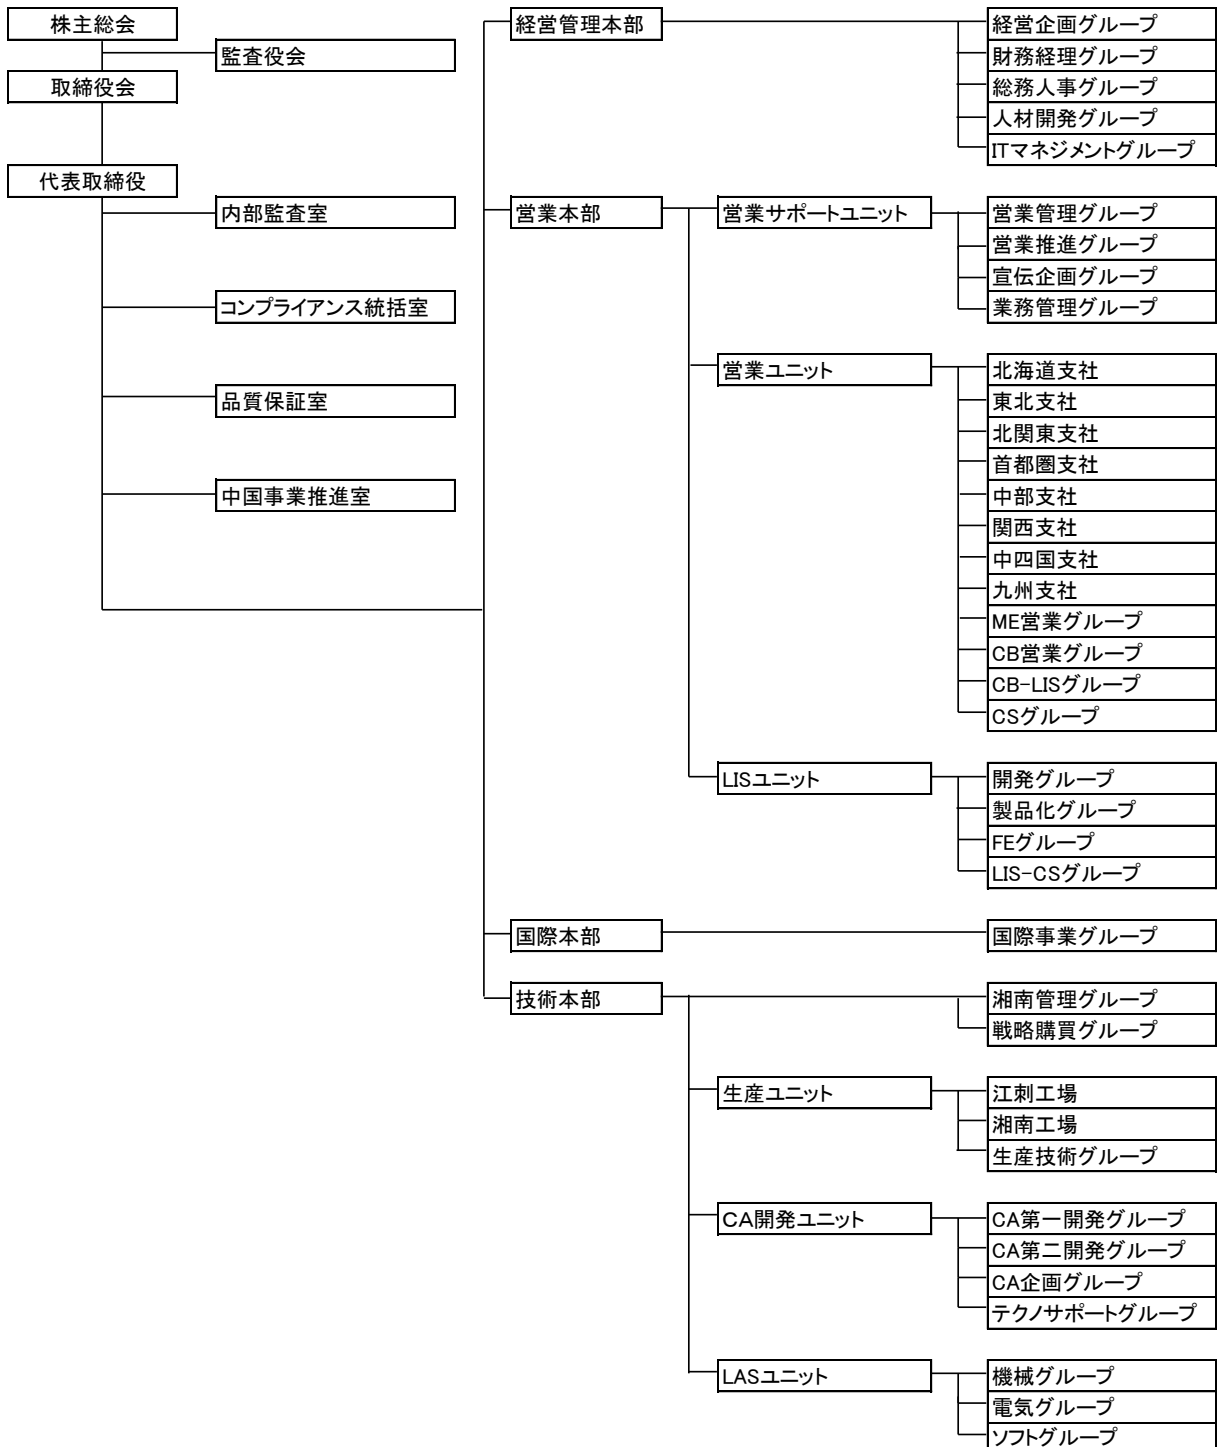 株主総会
監査役会
取締役会
代表取締役
内部監査室
コンプライアンス統括室
品質保証室
中国事業推進室
経営管理本部
経営企画グループ
財務経理グループ
総務人事グループ
人材開発グループ
ITマネジメントグループ
営業本部
営業サポートユニット
営業管理グループ
営業推進グループ
宣伝企画グループ
業務管理グループ
営業ユニット
北海道支社
東北支社
北関東支社
首都圏支社
中部支社
関西支社
中四国支社
九州支社
ME営業グループ
CB営業グループ
CB-LISグループ
CSグループ
LISユニット
開発グループ
製品化グループ
FEグループ
LIS-CSグループ
国際本部
国際事業グループ
技術本部
湘南管理グループ
戦略購買グループ
生産ユニット
江刺工場
湘南工場
生産技術グループ
CA開発ユニット
CA第一開発グループ
CA第二開発グループ
CA企画グループ
テクノサポートグループ
LASユニット
機械グループ
電気グループ
ソフトグループ